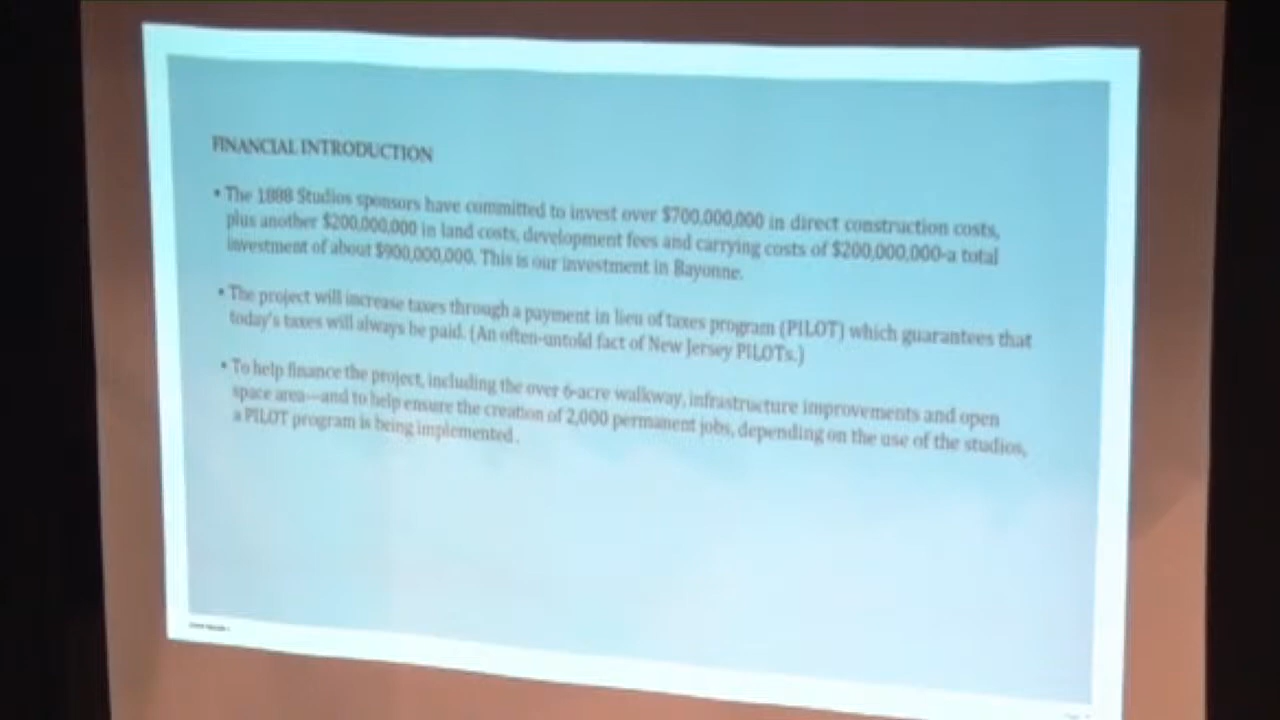 FINANCIAL INTRODUCTION
• The 1888 Studios sponsors have committed to invest over $700,000,000 in direct construction costs,
plus another $200,000,000 in land costs, development fees and carrying costs of $200,000,000-a total
investment of about $900,000,000. This is our investment in Bayonne.
• The project will increase taxes through a payment in lieu of taxes program (PILOT) which guarantees that
today's taxes will always be paid. (An often-untold fact of New Jersey PILOTs.)
• To help finance the project, including the over 6-acre walkway, infrastructure improvements and open
space area—and to help ensure the creation of 2,000 permanent jobs, depending on the use of the studios,
a PILOT program is being implemented.